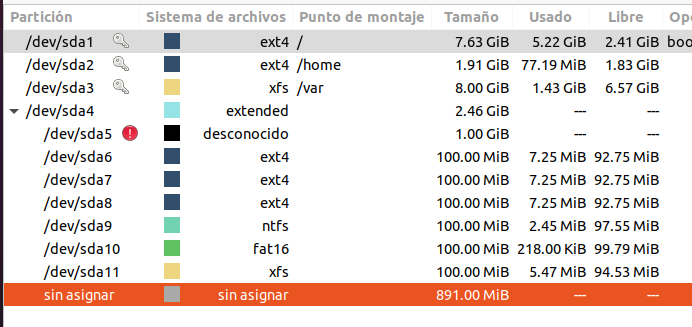 Partición Sistema de archivos Punto de montaje Tamaño Usado Libre Opc
/dev/sda1 ext4 / 7.63 GiB 5.22 GiB 2.41 GiB boo
/dev/sda2 ext4 /home 1.91 GiB 77.19 MiB 1.83 GiB
/dev/sda3 xfs /var 8.00 GiB 1.43 GiB 6.57 GiB
/dev/sda4 extended 2.46 GiB --- ---
/dev/sda5 desconocido 1.00 GiB --- ---
/dev/sda6 ext4 100.00 MiB 7.25 MiB 92.75 MiB
/dev/sda7 ext4 100.00 MiB 7.25 MiB 92.75 MiB
/dev/sda8 ext4 100.00 MiB 7.25 MiB 92.75 MiB
/dev/sda9 ntfs 100.00 MiB 2.45 MiB 97.55 MiB
/dev/sda10 fat16 100.00 MiB 218.00 KiB 99.79 MiB
/dev/sda11 xfs 100.00 MiB 5.47 MiB 94.53 MiB
sin asignar sin asignar 891.00 MiB --- ---